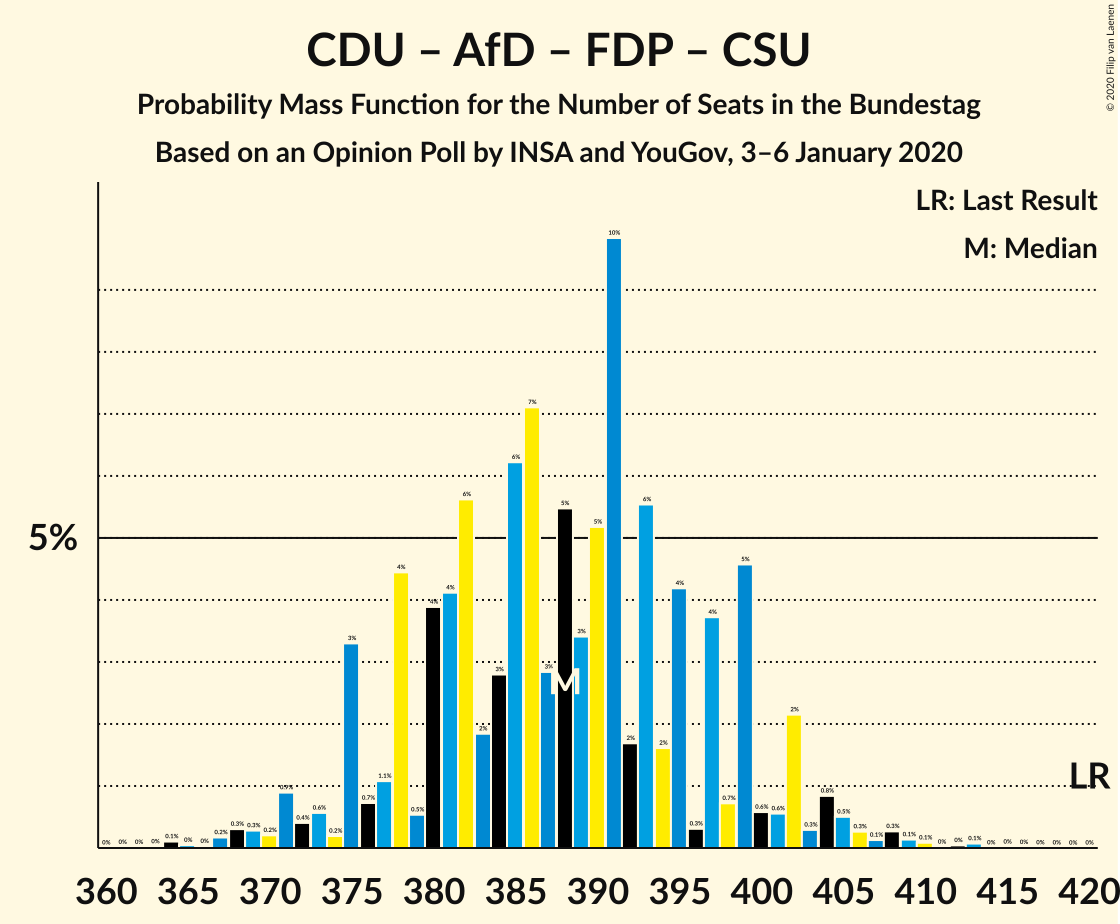 CDU – AfD – FDP – CSU
Probability Mass Function for the Number of Seats in the Bundestag
Based on an Opinion Poll by INSA and YouGov, 3–6 January 2020
© 2020 Filip van Laenen
LR: Last Result
M: Median
5%
0% 0% 0% 0% 0.1% 0% 0% 0.2% 0.3% 0.3% 0.2% 0.9% 0.4% 0.6% 0.2% 3% 0.7% 1.1% 4% 0.5% 4% 4% 6% 2% 3% 6% 7% 3% 5% 3% 5% 10% 2% 6% 2% 4% 0.3% 4% 0.7% 5% 0.6% 0.6% 2% 0.3% 0.8% 0.5% 0.3% 0.1% 0.3% 0.1% 0.1% 0% 0% 0.1% 0% 0% 0% 0% 0% 0% 0%
M
LR
360 365 370 375 380 385 390 395 400 405 410 415 420